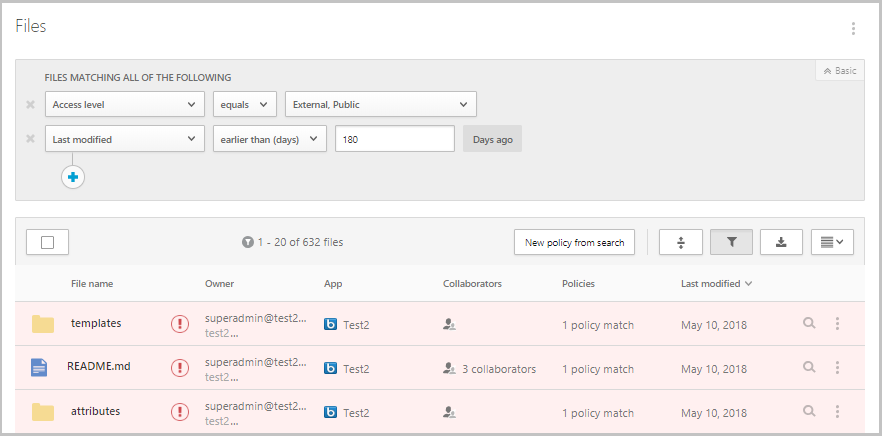 Files
Basic
FILES MATCHING ALL OF THE FOLLOWING
Access level equals External, Public
Last modified earlier than (days) 180 Days ago
1 - 20 of 632 files New policy from search
File name Owner App Collaborators Policies Last modified
templates superadmin@test2... Test2 1 policy match May 10, 2018
test2...
README.md superadmin@test2... Test2 3 collaborators 1 policy match May 10, 2018
test2...
attributes superadmin@test2... Test2 1 policy match May 10, 2018
test2...